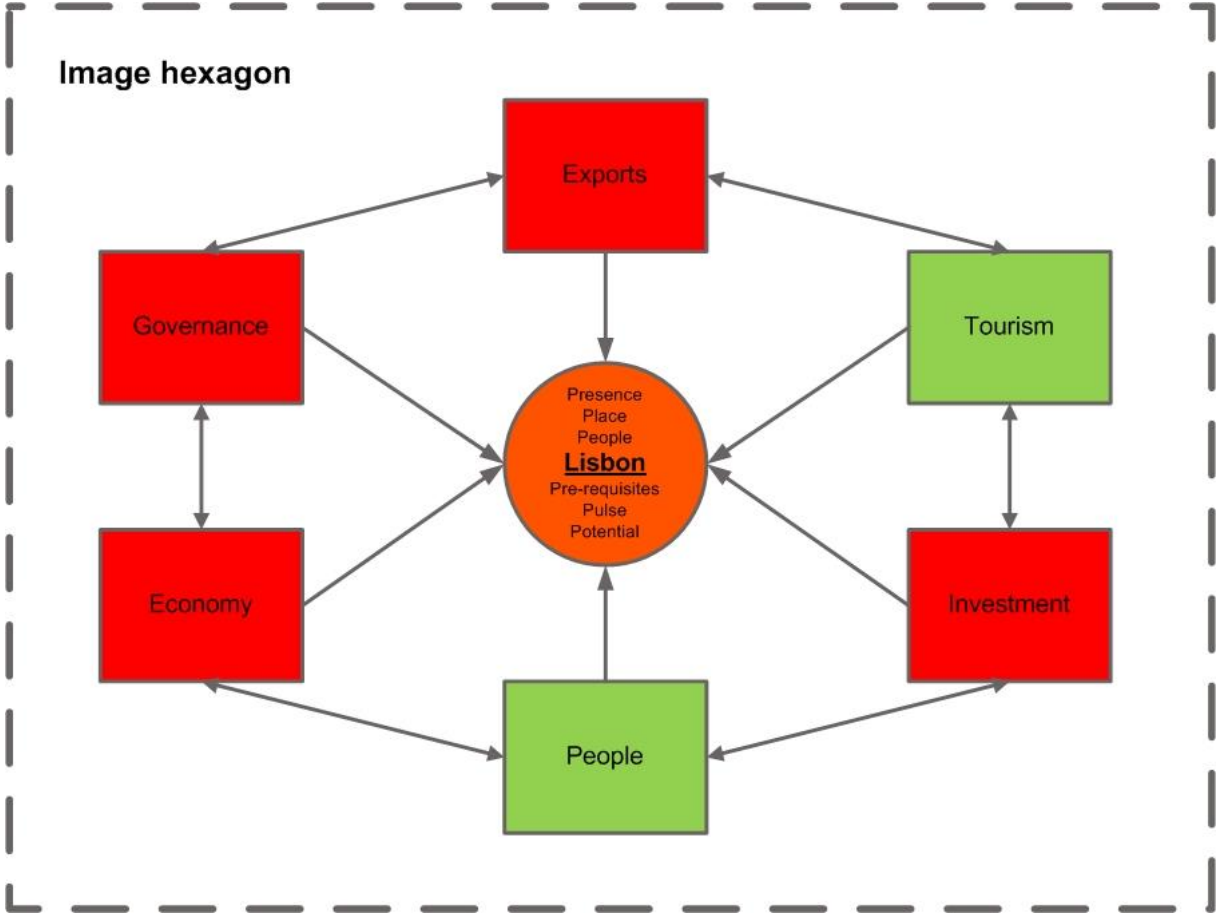 Image hexagon
Exports
Governance
Tourism
Presence
Place
People
Lisbon
Pre-requisites
Pulse
Potential
Economy
Investment
People